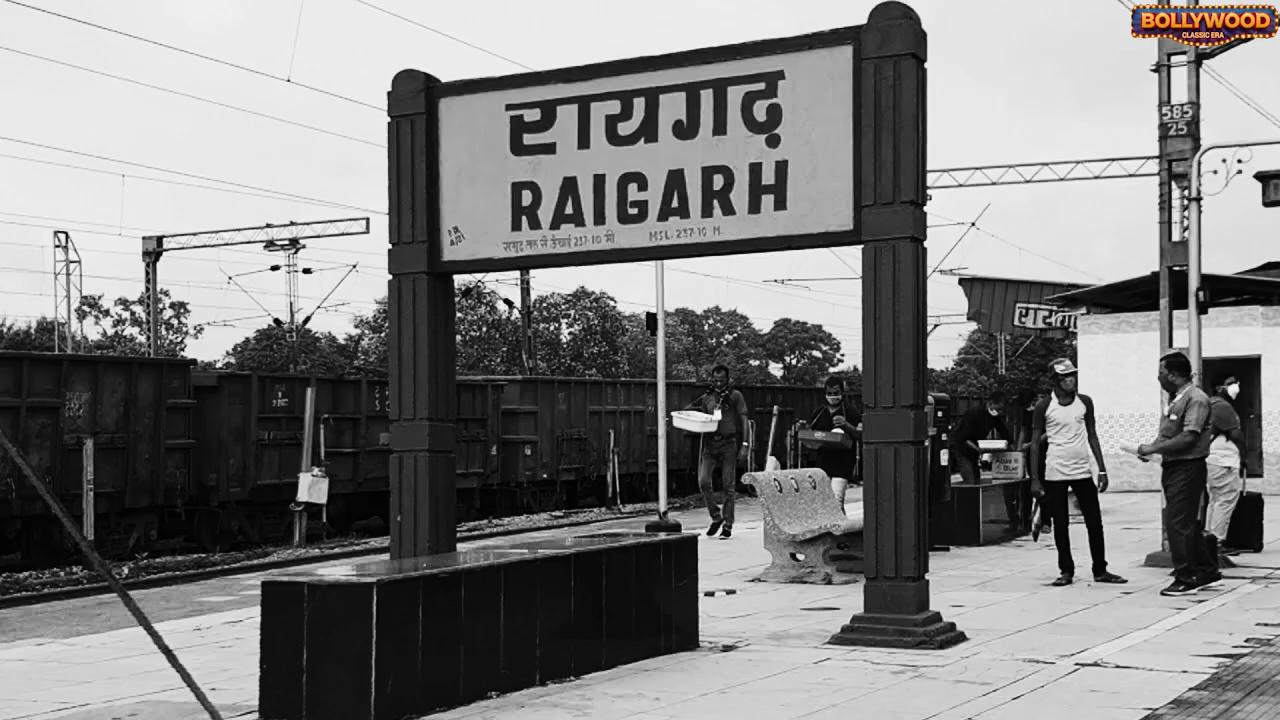 BOLLYWOOD
CLASSIC ERA
रायगढ़
RAIGARH
समुद्र तल से ऊँचाई 237.10 मी
MSL. 237.10 M.
585
25
रायगढ़